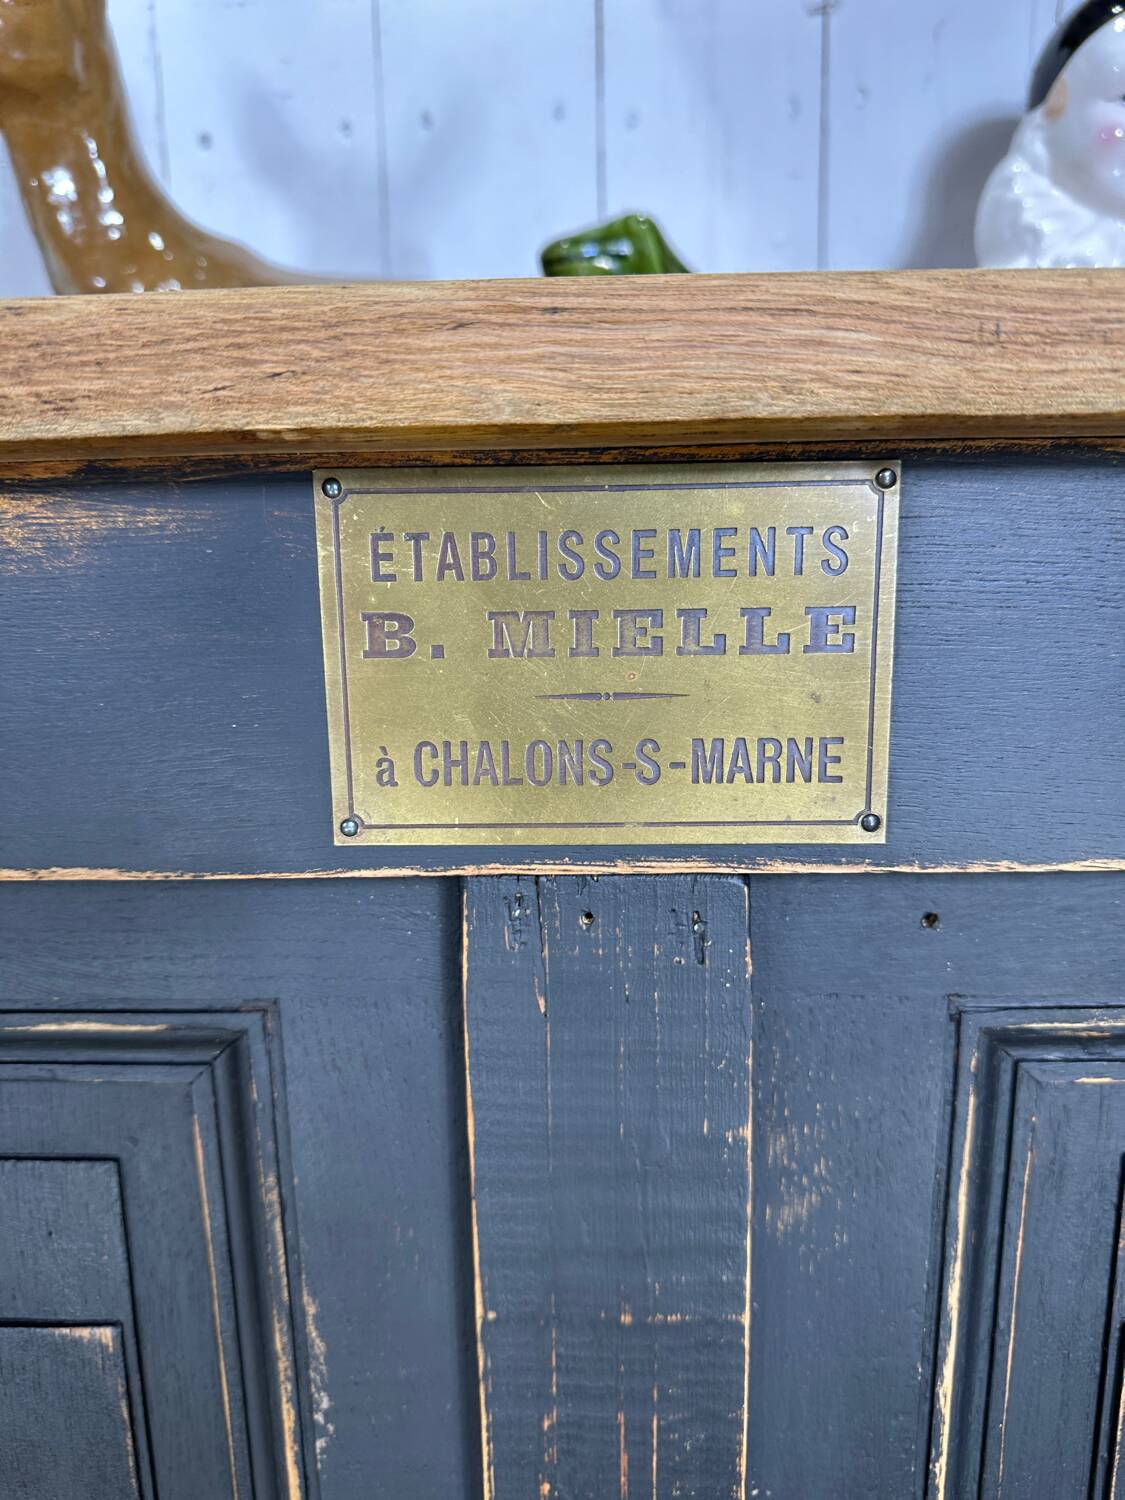 ÉTABLISSEMENTS
B. MIELLE
à CHALONS-S-MARNE